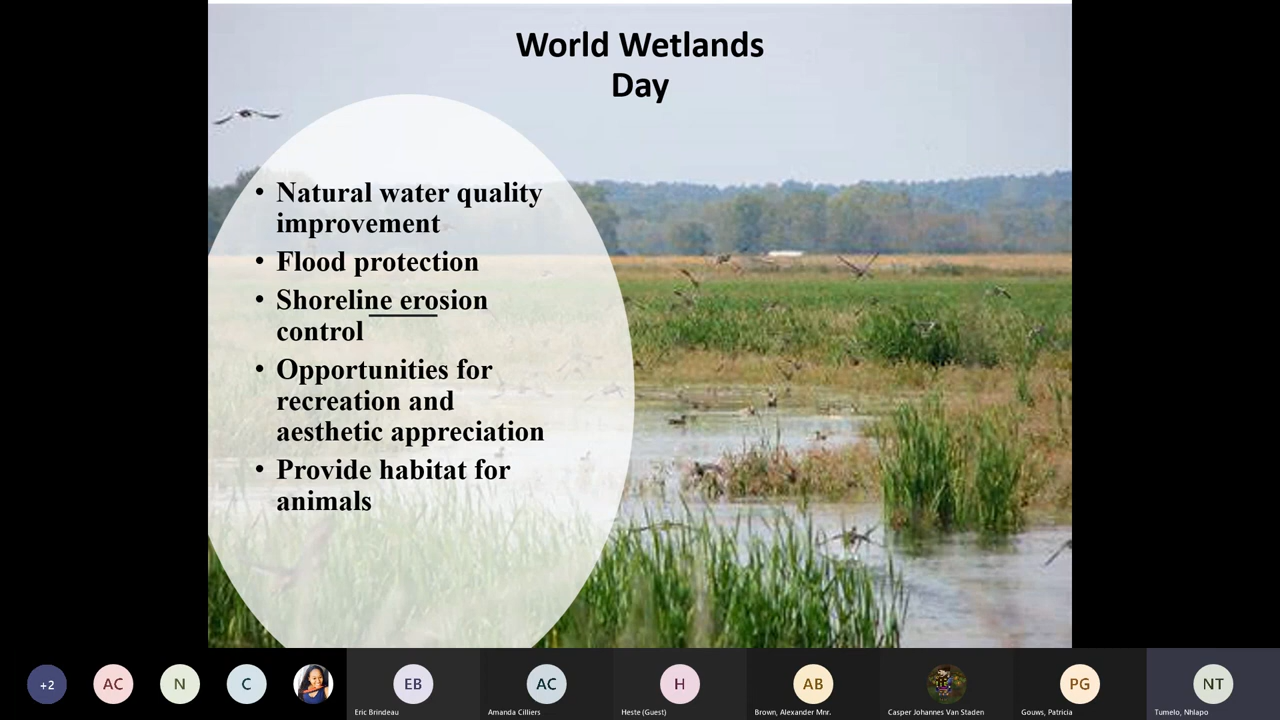 World Wetlands
Day
• Natural water quality
improvement
• Flood protection
• Shoreline erosion
control
• Opportunities for
recreation and
aesthetic appreciation
• Provide habitat for
animals
+2
AC
N
C
EB
AC
H
AB
PG
NT
Eric Brindeau
Amanda Cilliers
Heste (Guest)
Brown, Alexander Mnr.
Casper Johannes Van Staden
Gouws, Patricia
Tumelo, Nhlapo